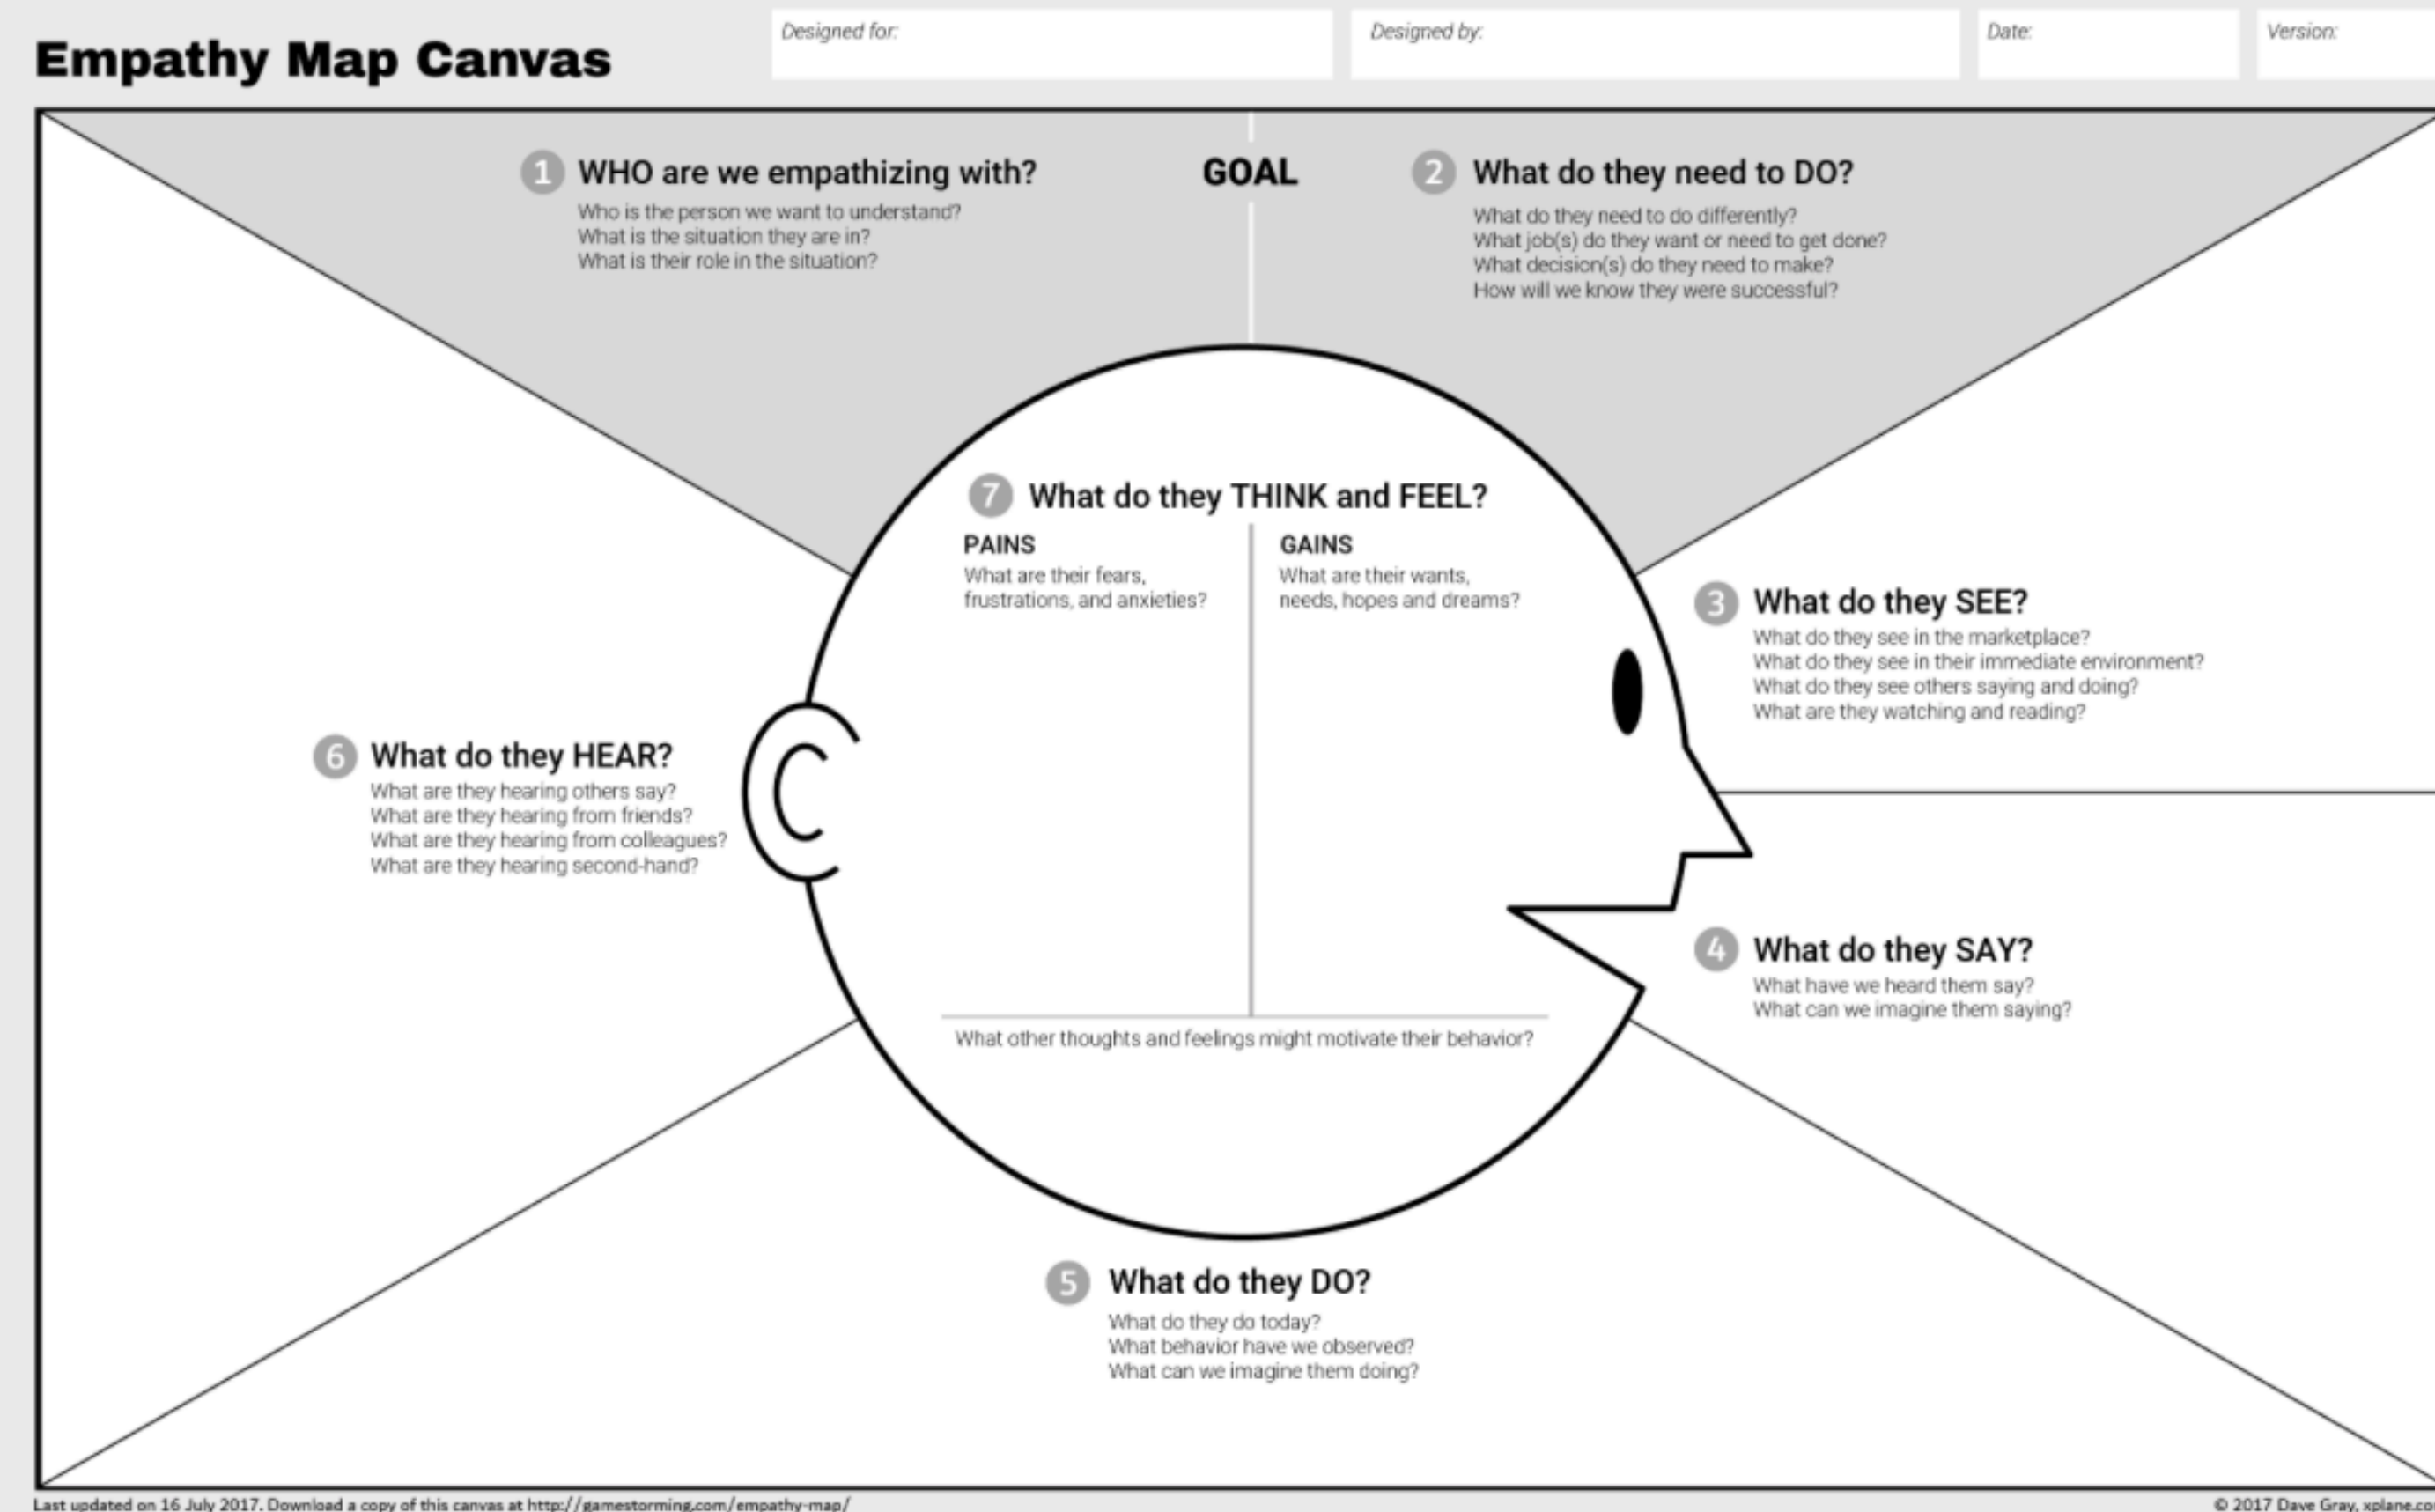 Empathy Map Canvas
Designed for:
Designed by:
Date:
Version:
1 WHO are we empathizing with?
Who is the person we want to understand?
What is the situation they are in?
What is their role in the situation?
GOAL
2 What do they need to DO?
What do they need to do differently?
What job(s) do they want or need to get done?
What decision(s) do they need to make?
How will we know they were successful?
7 What do they THINK and FEEL?
PAINS
What are their fears,
frustrations, and anxieties?
GAINS
What are their wants,
needs, hopes and dreams?
What other thoughts and feelings might motivate their behavior?
3 What do they SEE?
What do they see in the marketplace?
What do they see in their immediate environment?
What do they see others saying and doing?
What are they watching and reading?
6 What do they HEAR?
What are they hearing others say?
What are they hearing from friends?
What are they hearing from colleagues?
What are they hearing second-hand?
4 What do they SAY?
What have we heard them say?
What can we imagine them saying?
5 What do they DO?
What do they do today?
What behavior have we observed?
What can we imagine them doing?
Last updated on 16 July 2017. Download a copy of this canvas at http://gamestorming.com/empathy-map/
© 2017 Dave Gray, xplane.co